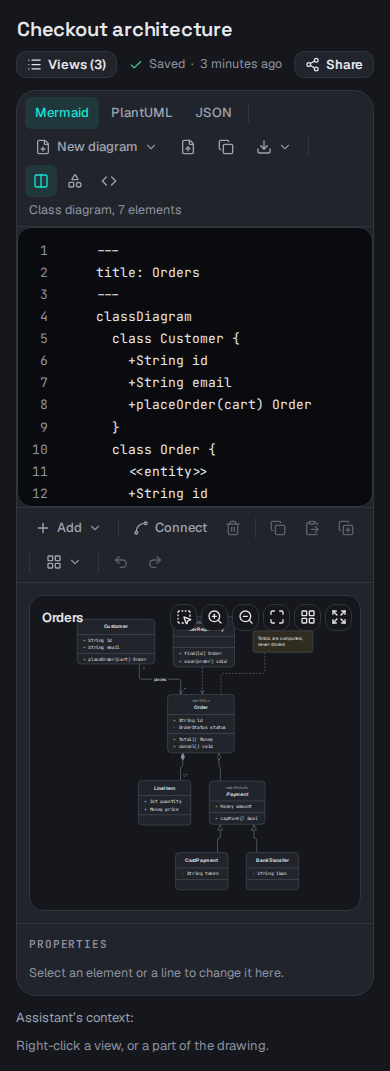 Checkout architecture
Views (3)
Saved · 3 minutes ago
Share
Mermaid
PlantUML
JSON
New diagram
Class diagram, 7 elements
1 ---
2 title: Orders
3 ---
4 classDiagram
5 class Customer {
6 +String id
7 +String email
8 +placeOrder(cart) Order
9 }
10 class Order {
11 <<entity>>
12 +String id
Add
Connect
Orders
Customer
+ String id
+ String email
+ placeOrder(cart) Order
+ find(id) Order
+ save(order) void
Totals are computed,
never stored
places
Order
+ String id
- OrderStatus status
+ total() Money
+ cancel() void
LineItem
+ Int quantity
+ Money price
Payment
+ Money amount
+ capture() bool
CardPayment
- String token
BankTransfer
- String iban
PROPERTIES
Select an element or a line to change it here.
Assistant's context:
Right-click a view, or a part of the drawing.